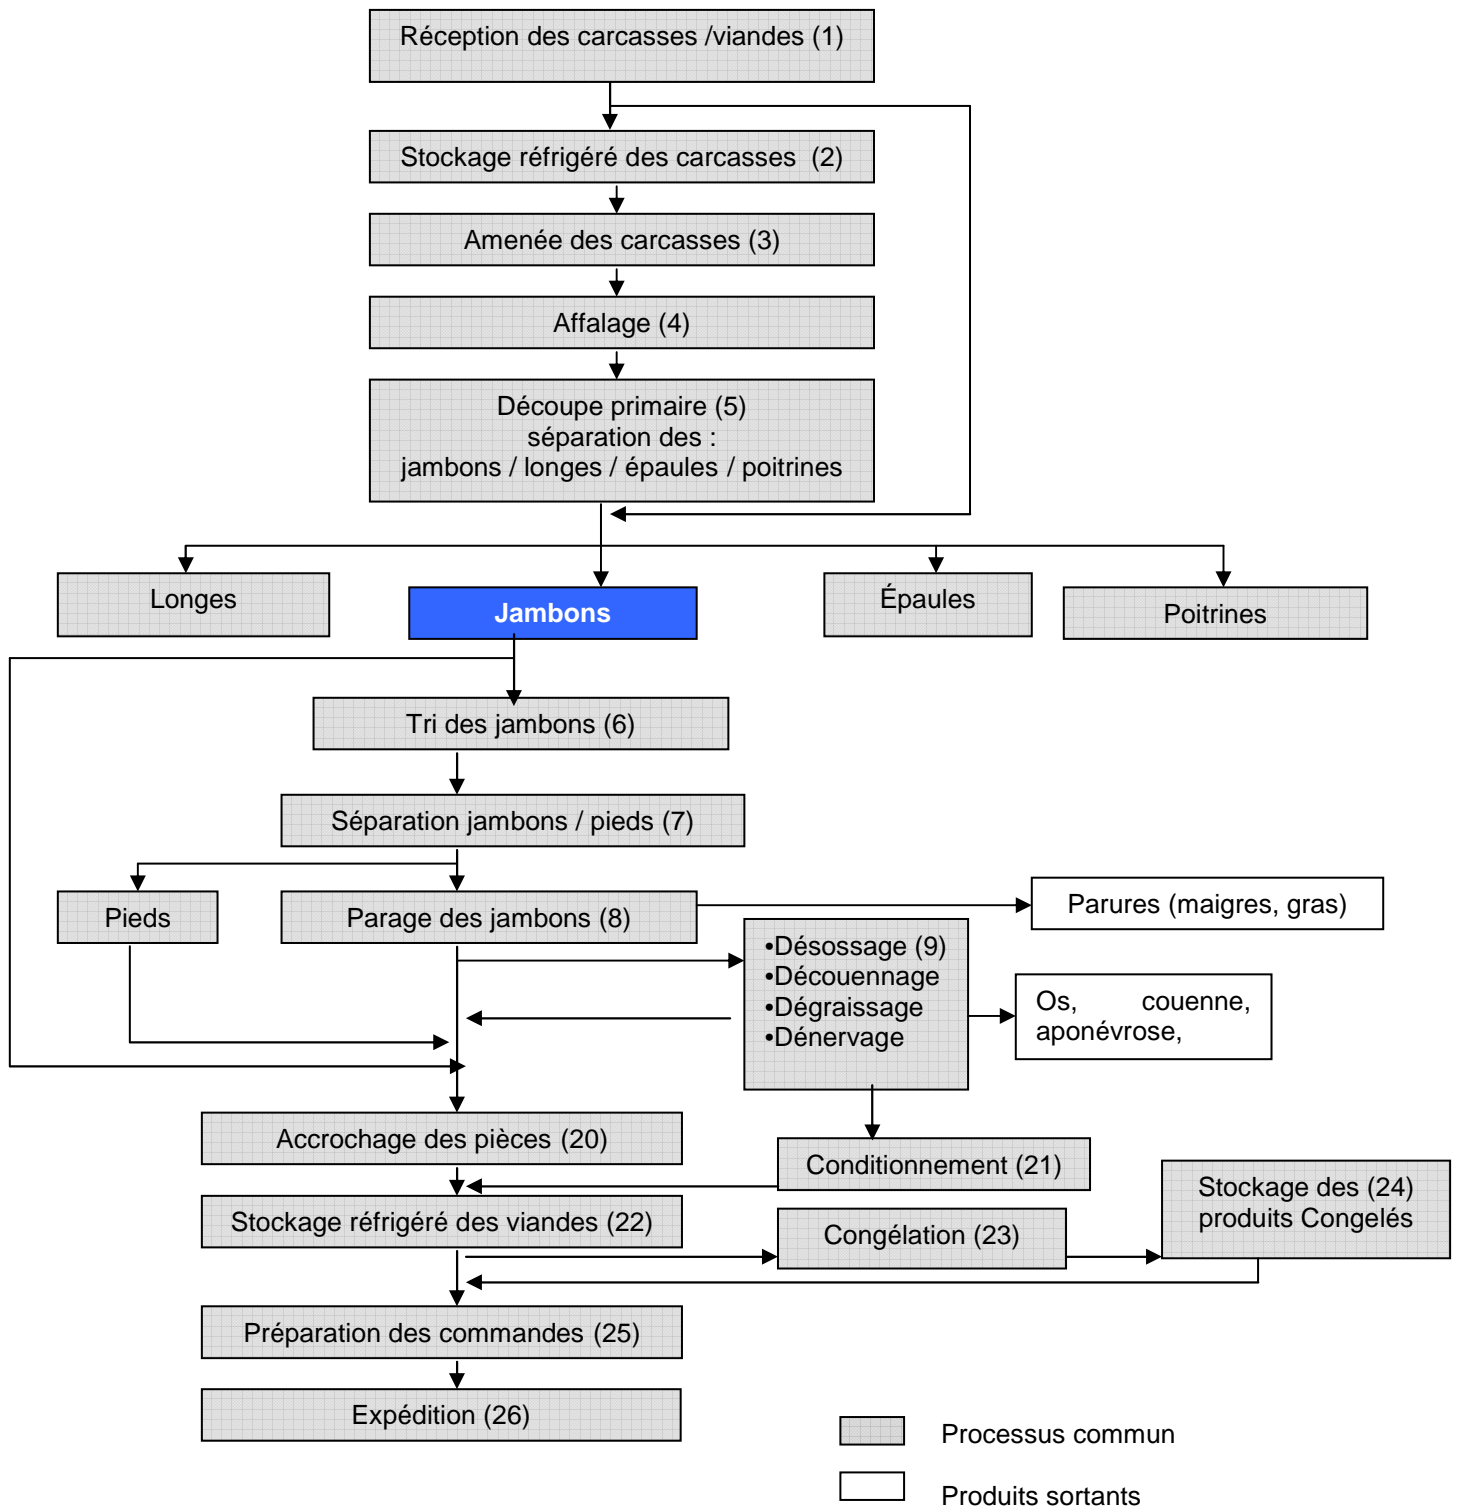 Réception des carcasses /viandes (1)
Stockage réfrigéré des carcasses (2)
Amenée des carcasses (3)
Affalage (4)
Découpe primaire (5)
séparation des :
jambons / longes / épaules / poitrines
Longes
Jambons
Épaules
Poitrines
Tri des jambons (6)
Séparation jambons / pieds (7)
Pieds
Parage des jambons (8)
Parures (maigres, gras)
•Désossage (9)
•Découennage
•Dégraissage
•Dénervage
Os, couenne,
aponévrose,
Accrochage des pièces (20)
Conditionnement (21)
Stockage réfrigéré des viandes (22)
Congélation (23)
Stockage des (24)
produits Congelés
Préparation des commandes (25)
Expédition (26)
Processus commun
Produits sortants